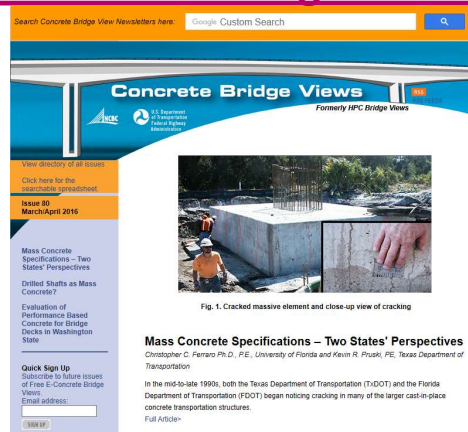 Search Concrete Bridge View Newsletters here:
Google Custom Search
Concrete Bridge Views
RSS
Formerly HPC Bridge Views
NCBC
U.S. Department
of Transportation
Federal Highway
Administration
View directory of all issues
Click here for the
searchable spreadsheet
Issue 80
March/April 2016
Mass Concrete
Specifications – Two
States' Perspectives
Drilled Shafts as Mass
Concrete?
Evaluation of
Performance Based
Concrete for Bridge
Decks in Washington
State
Quick Sign Up
Subscribe to future issues
of Free E-Concrete Bridge
Views.
Email address:
SIGN UP
Fig. 1. Cracked massive element and close-up view of cracking
Mass Concrete Specifications – Two States' Perspectives
Christopher C. Ferraro Ph.D., P.E., University of Florida and Kevin R. Pruski, PE, Texas Department of
Transportation
In the mid-to-late 1990s, both the Texas Department of Transportation (TxDOT) and the Florida
Department of Transportation (FDOT) began noticing cracking in many of the larger cast-in-place
concrete transportation structures.
Full Article>